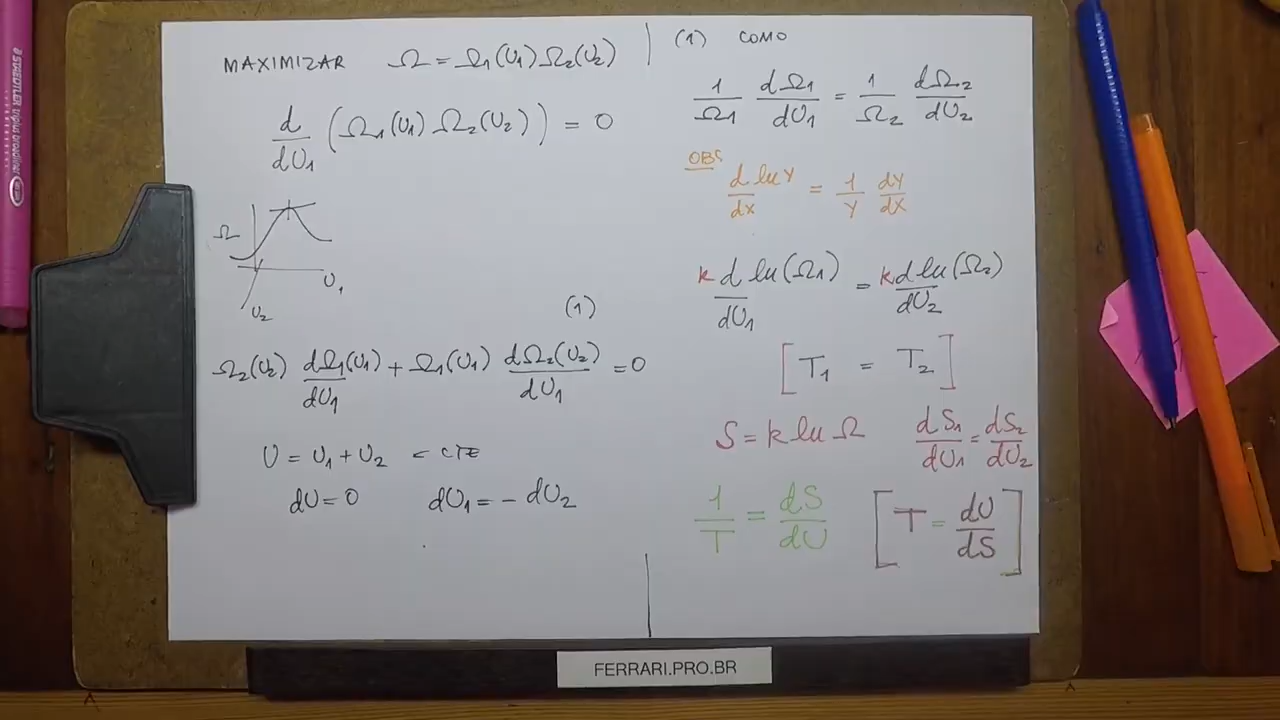 MAXIMIZAR Ω = Ω₁(U₁) Ω₂(U₂)
d/dU₁ (Ω₁(U₁) Ω₂(U₂)) = 0
Ω
U₁
U₂
(1)
Ω₂(U₂) dΩ₁(U₁)/dU₁ + Ω₁(U₁) dΩ₂(U₂)/dU₁ = 0
U = U₁ + U₂ ← CTE
dU = 0 dU₁ = - dU₂
(1) COMO
1/Ω₁ dΩ₁/dU₁ = 1/Ω₂ dΩ₂/dU₂
OBS
d ln Y/dX = 1/Y dY/dX
k d ln(Ω₁)/dU₁ = k d ln(Ω₂)/dU₂
[T₁ = T₂]
S = k ln Ω dS₁/dU₁ = dS₂/dU₂
1/T = dS/dU [T = dU/dS]
FERRARI.PRO.BR